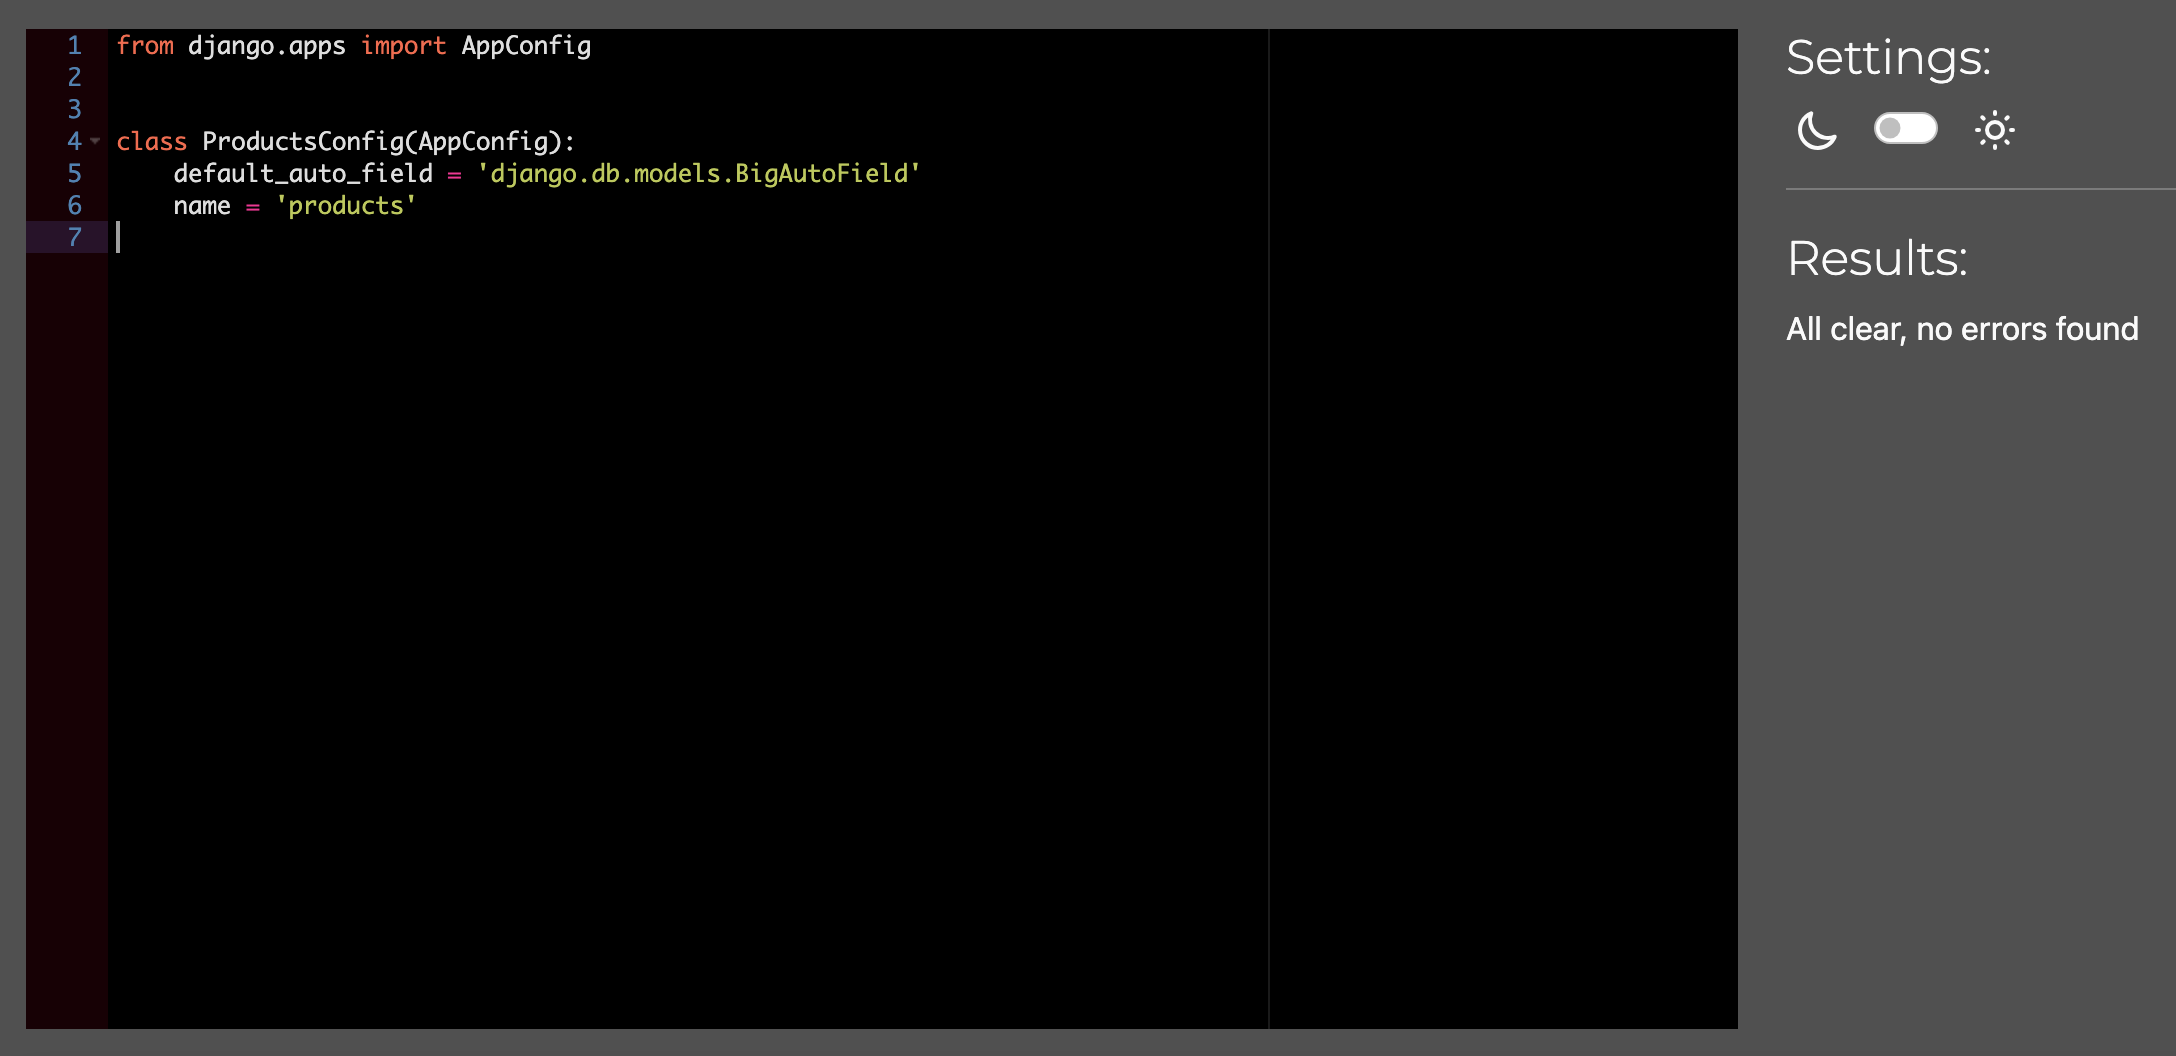 1 from django.apps import AppConfig
2
3
4 class ProductsConfig(AppConfig):
5     default_auto_field = 'django.db.models.BigAutoField'
6     name = 'products'
7
Settings:
Results:
All clear, no errors found